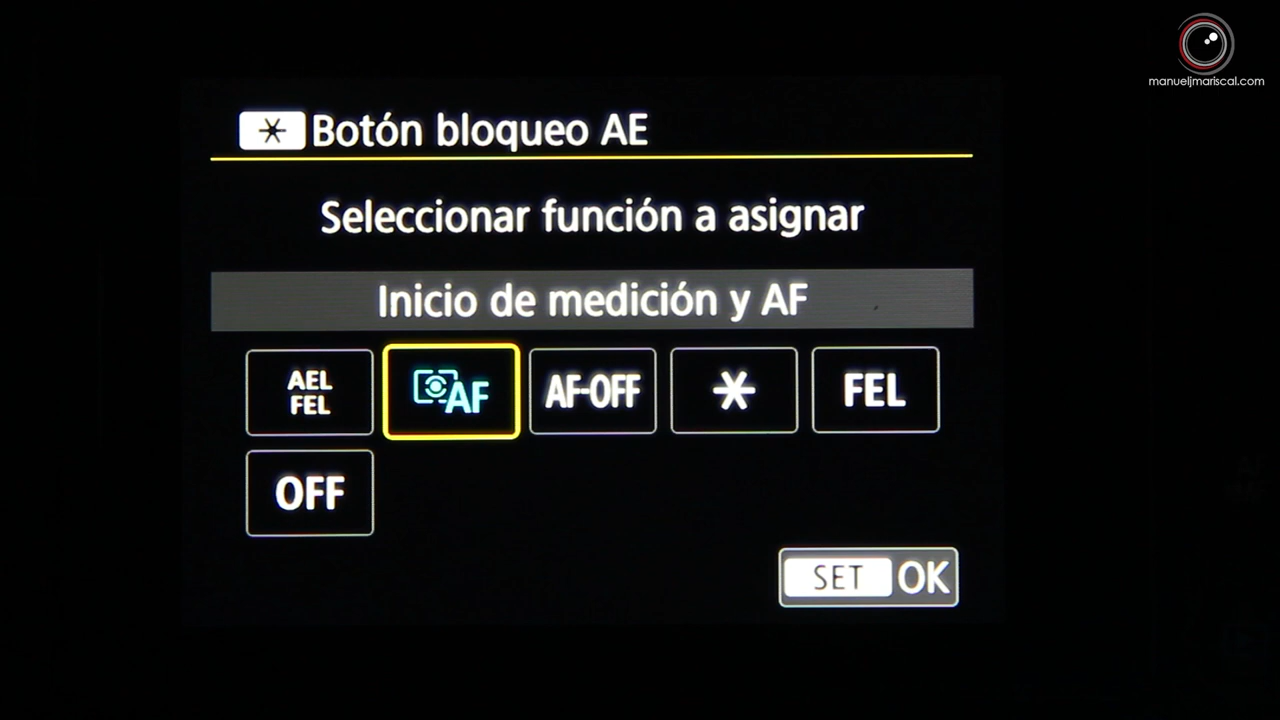 manueljmariscal.com
Botón bloqueo AE
Seleccionar función a asignar
Inicio de medición y AF
AEL
FEL
AF
AF-OFF
FEL
OFF
SET OK